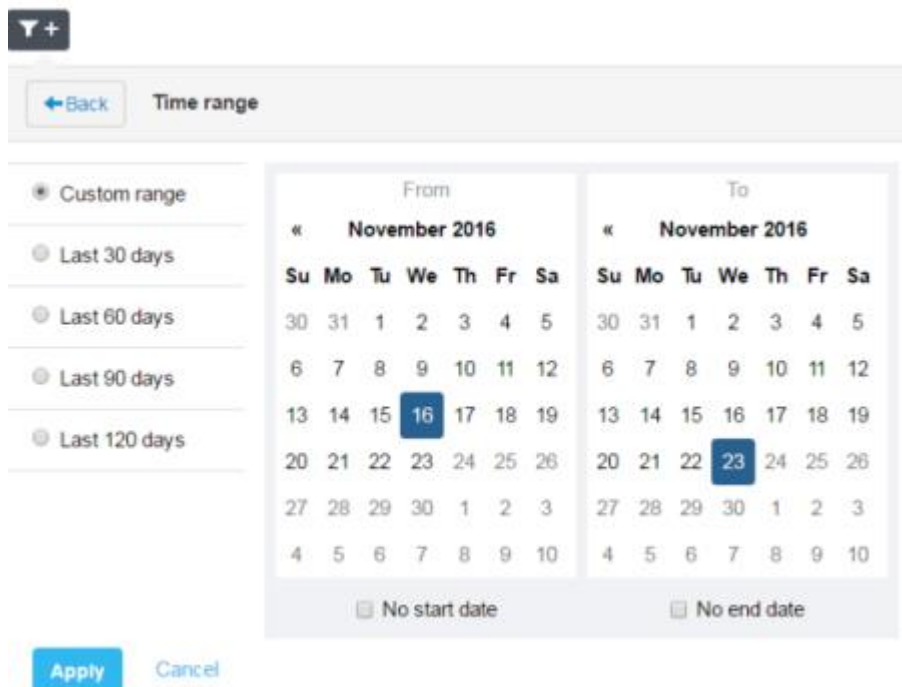 +
Back Time range
Custom range
Last 30 days
Last 60 days
Last 90 days
Last 120 days
From
« November 2016
Su Mo Tu We Th Fr Sa
30 31 1 2 3 4 5
6 7 8 9 10 11 12
13 14 15 16 17 18 19
20 21 22 23 24 25 26
27 28 29 30 1 2 3
4 5 6 7 8 9 10
No start date
To
« November 2016
Su Mo Tu We Th Fr Sa
30 31 1 2 3 4 5
6 7 8 9 10 11 12
13 14 15 16 17 18 19
20 21 22 23 24 25 26
27 28 29 30 1 2 3
4 5 6 7 8 9 10
No end date
Apply Cancel